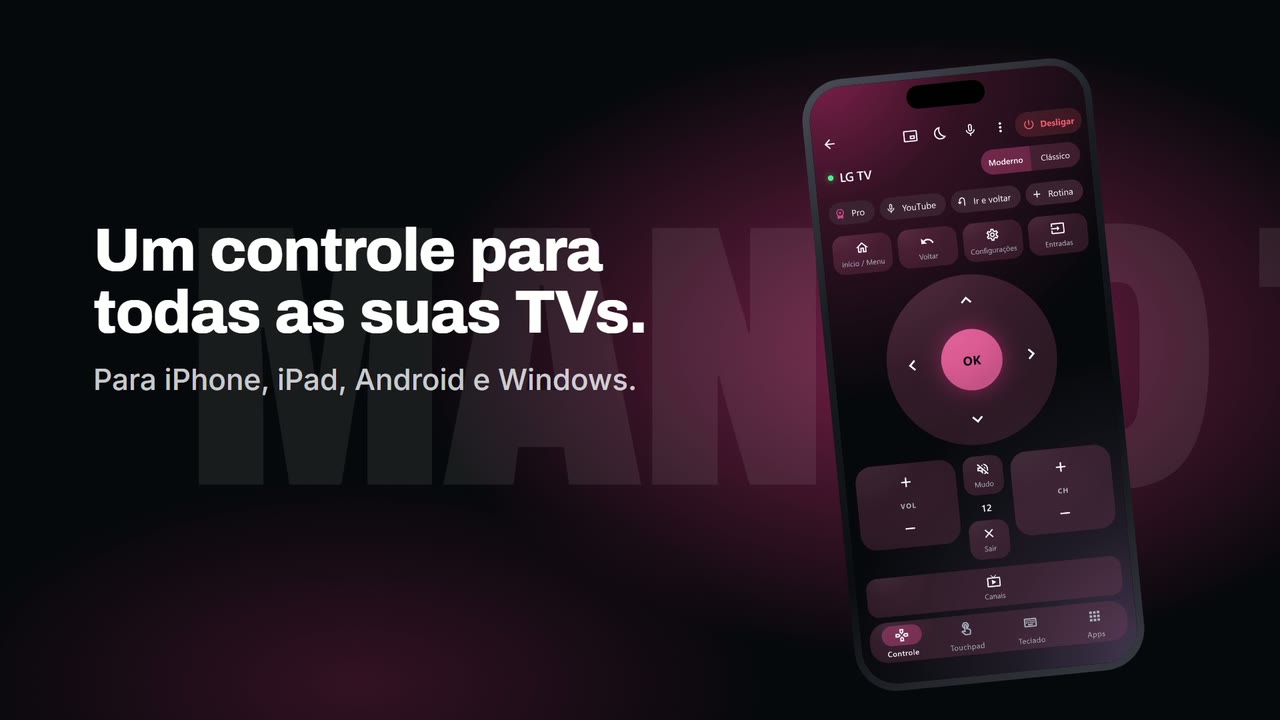 Um controle para
todas as suas TVs.
Para iPhone, iPad, Android e Windows.
MAN
Desligar
LG TV
Moderno
Clássico
Pro
YouTube
Ir e voltar
Rotina
Início / Menu
Voltar
Configurações
Entradas
OK
VOL
Mudo
12
Sair
CH
Canais
Controle
Touchpad
Teclado
Apps